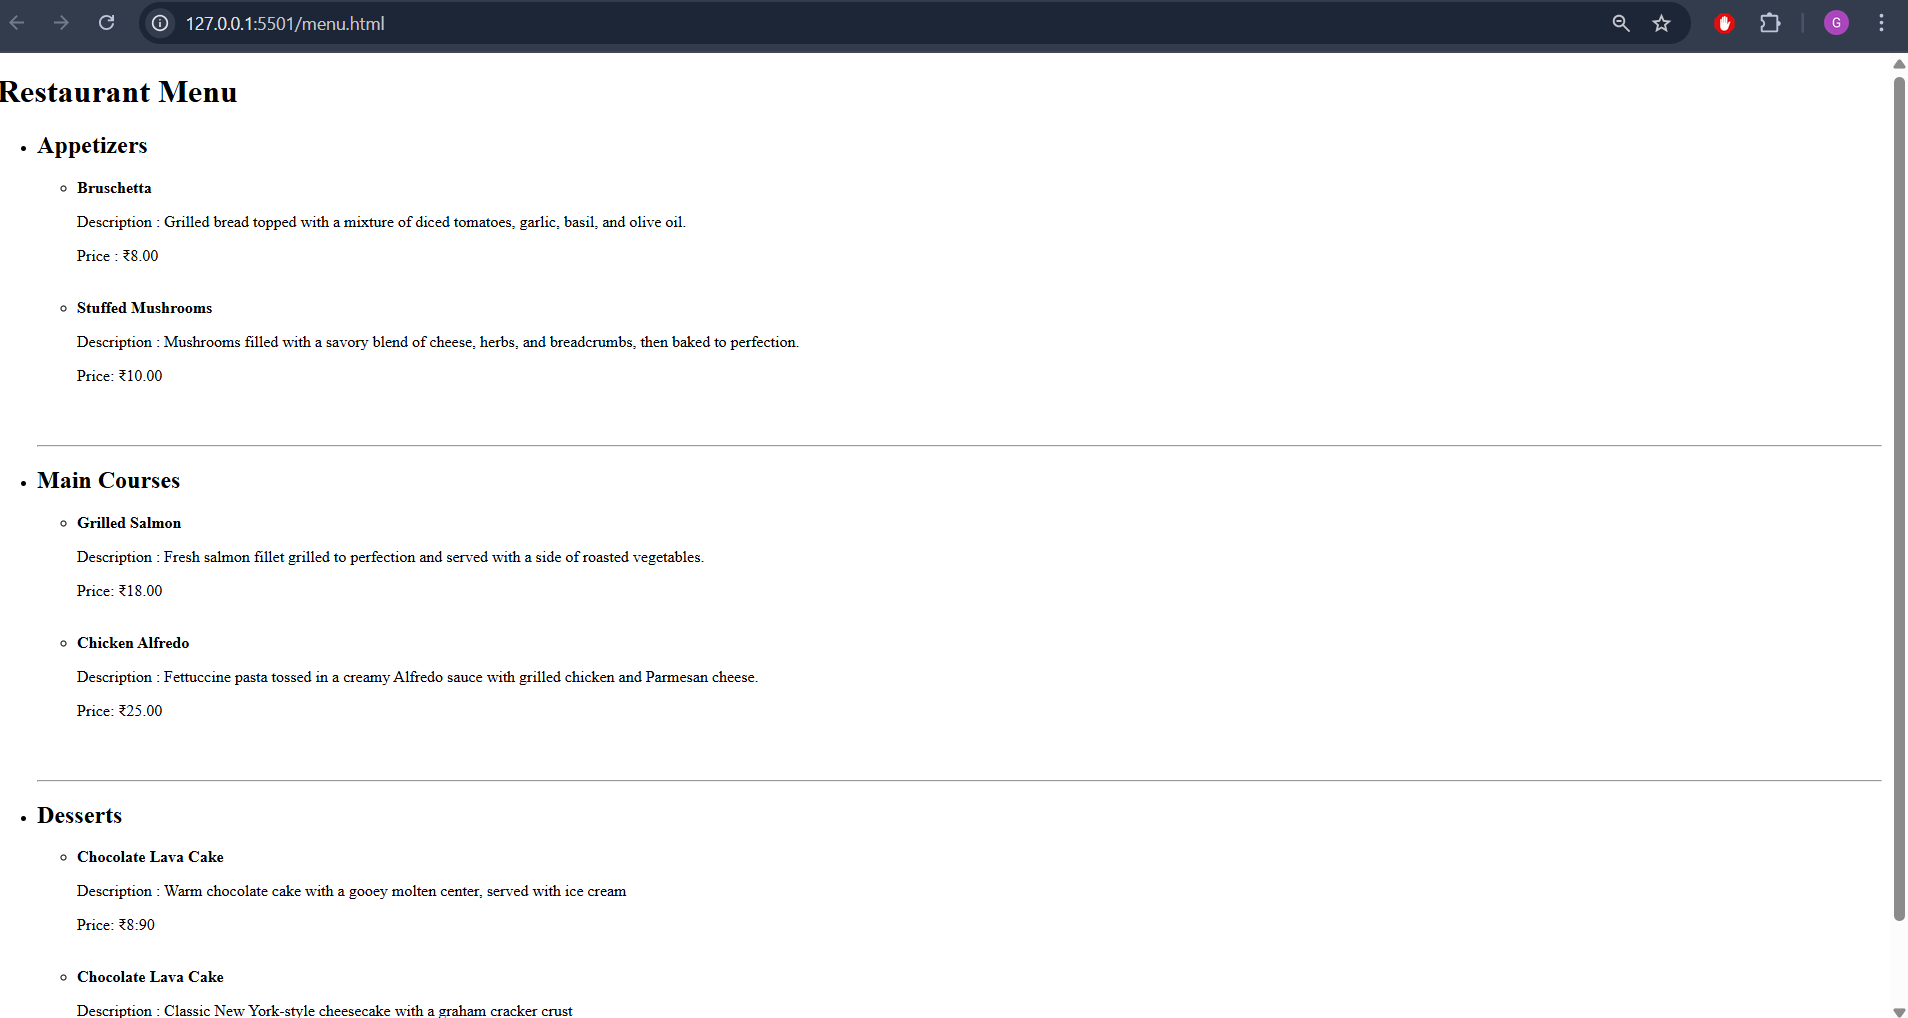 127.0.0.1:5501/menu.html
G
Restaurant Menu
Appetizers
Bruschetta
Description : Grilled bread topped with a mixture of diced tomatoes, garlic, basil, and olive oil.
Price : ₹8.00
Stuffed Mushrooms
Description : Mushrooms filled with a savory blend of cheese, herbs, and breadcrumbs, then baked to perfection.
Price: ₹10.00
Main Courses
Grilled Salmon
Description : Fresh salmon fillet grilled to perfection and served with a side of roasted vegetables.
Price: ₹18.00
Chicken Alfredo
Description : Fettuccine pasta tossed in a creamy Alfredo sauce with grilled chicken and Parmesan cheese.
Price: ₹25.00
Desserts
Chocolate Lava Cake
Description : Warm chocolate cake with a gooey molten center, served with ice cream
Price: ₹8:90
Chocolate Lava Cake
Description : Classic New York-style cheesecake with a graham cracker crust